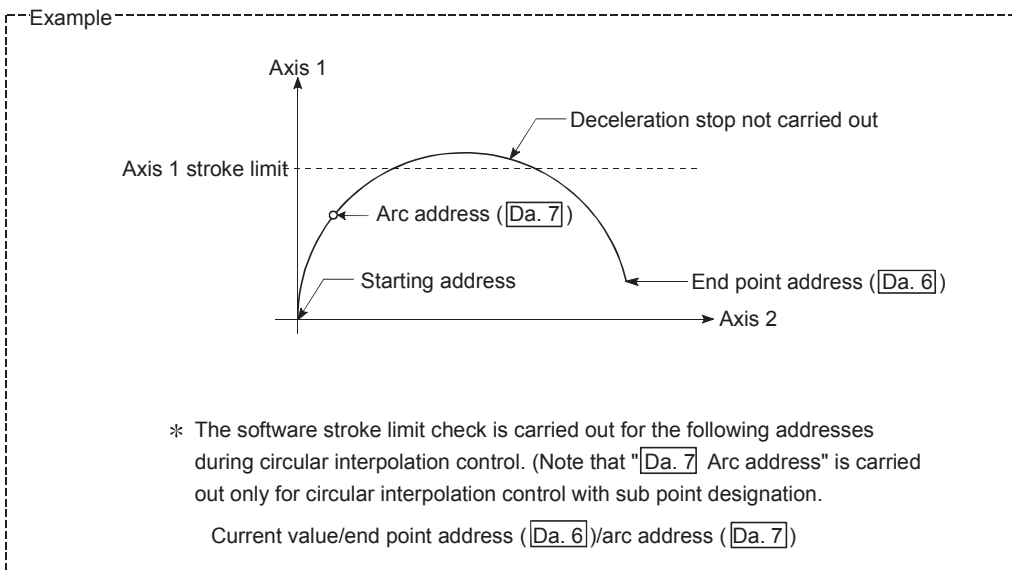 Example
Axis 1
Deceleration stop not carried out
Axis 1 stroke limit
Arc address ( Da. 7 )
Starting address
End point address ( Da. 6 )
Axis 2
* The software stroke limit check is carried out for the following addresses
during circular interpolation control. (Note that "Da. 7 Arc address" is carried
out only for circular interpolation control with sub point designation.
Current value/end point address ( Da. 6 )/arc address ( Da. 7 )